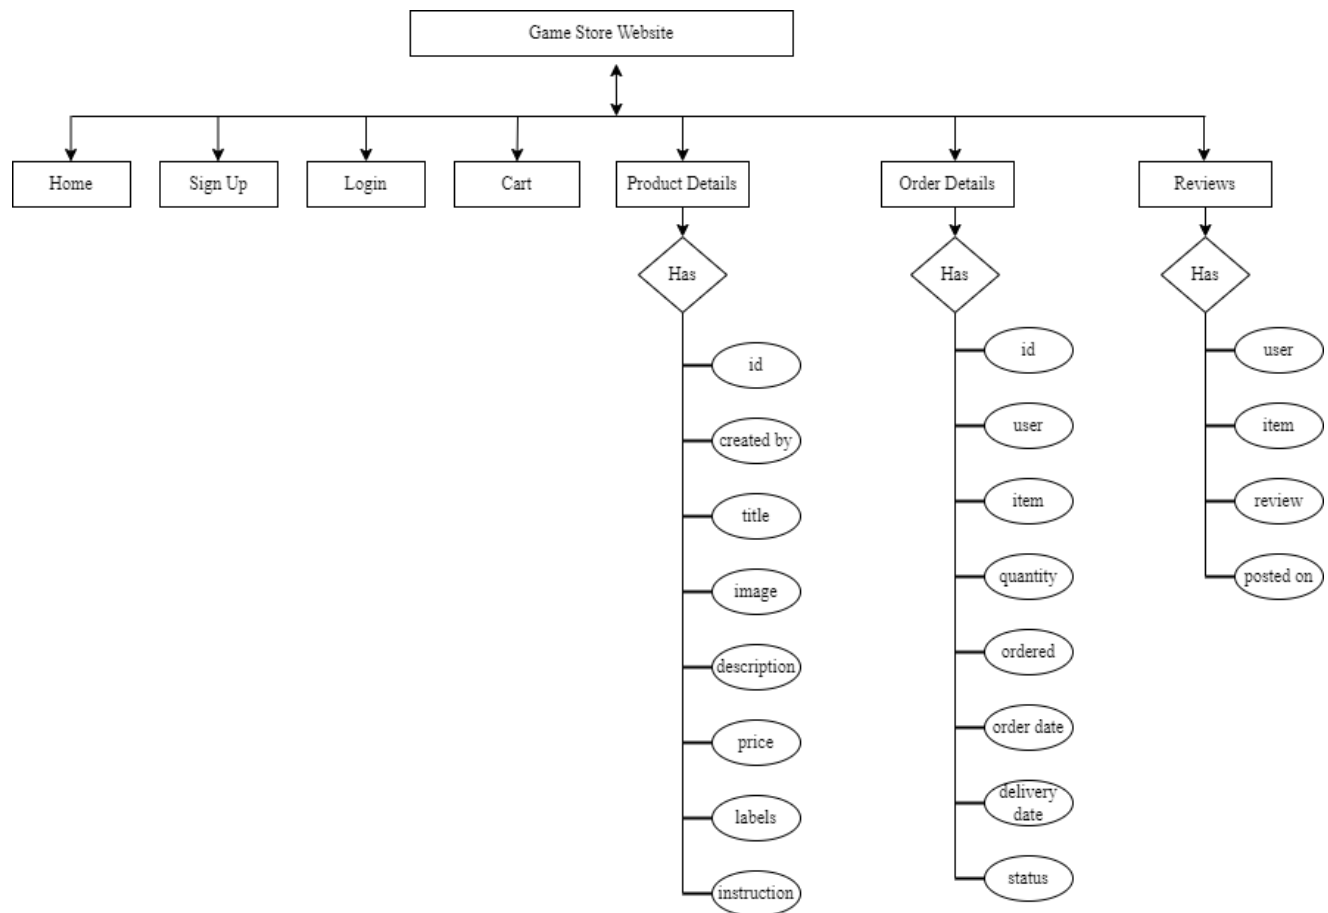 Game Store Website
Home
Sign Up
Login
Cart
Product Details
Order Details
Reviews
Has
Has
Has
id
created by
title
image
description
price
labels
instruction
id
user
item
quantity
ordered
order date
delivery
date
status
user
item
review
posted on